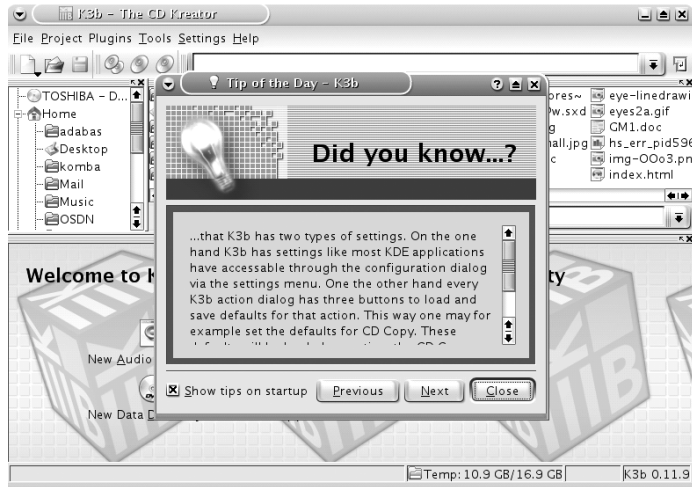 K3b – The CD Kreator
File Project Plugins Tools Settings Help
TOSHIBA – D...
Home
adabas
Desktop
komba
Mail
Music
OSDN
eye-linedrawi
w.sxd eyes2a.gif
GM1.doc
all.jpg hs_err_pid596
img-OOo3.pn
index.html
Tip of the Day – K3b
Did you know...?
...that K3b has two types of settings. On the one
hand K3b has settings like most KDE applications
have accessable through the configuration dialog
via the settings menu. One the other hand every
K3b action dialog has three buttons to load and
save defaults for that action. This way one may for
example set the defaults for CD Copy. These
Show tips on startup Previous Next Close
Welcome to
New Audio
New Data
Temp: 10.9 GB/16.9 GB K3b 0.11.9